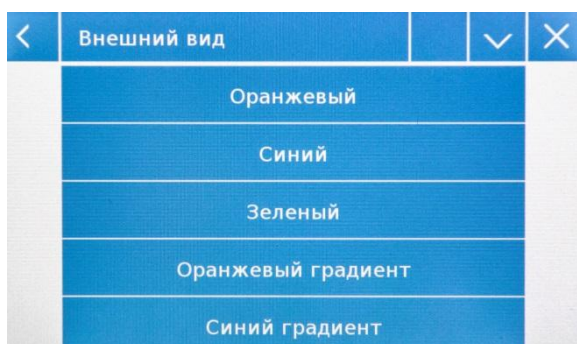 Внешний вид
Оранжевый
Синий
Зеленый
Оранжевый градиент
Синий градиент